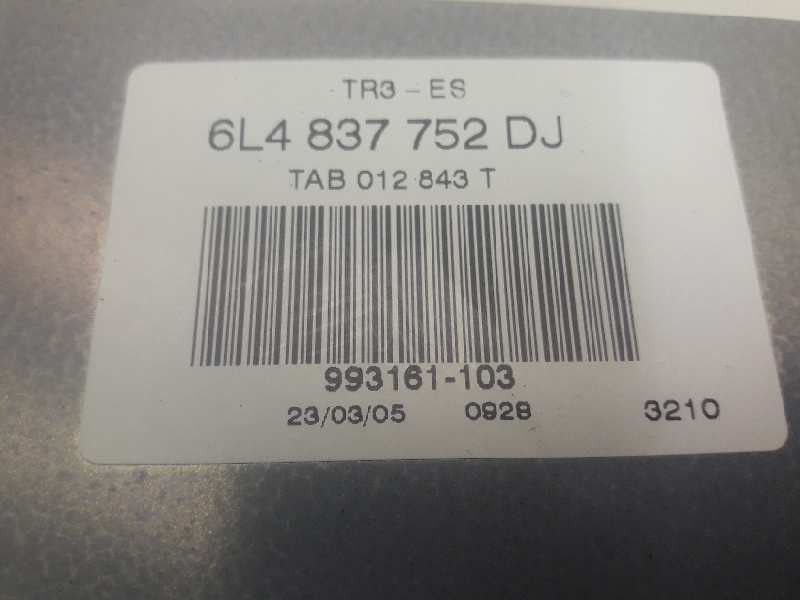 TR3 - ES
6L4 837 752 DJ
TAB 012 843 T
993161-103
23/03/05 0928 3210